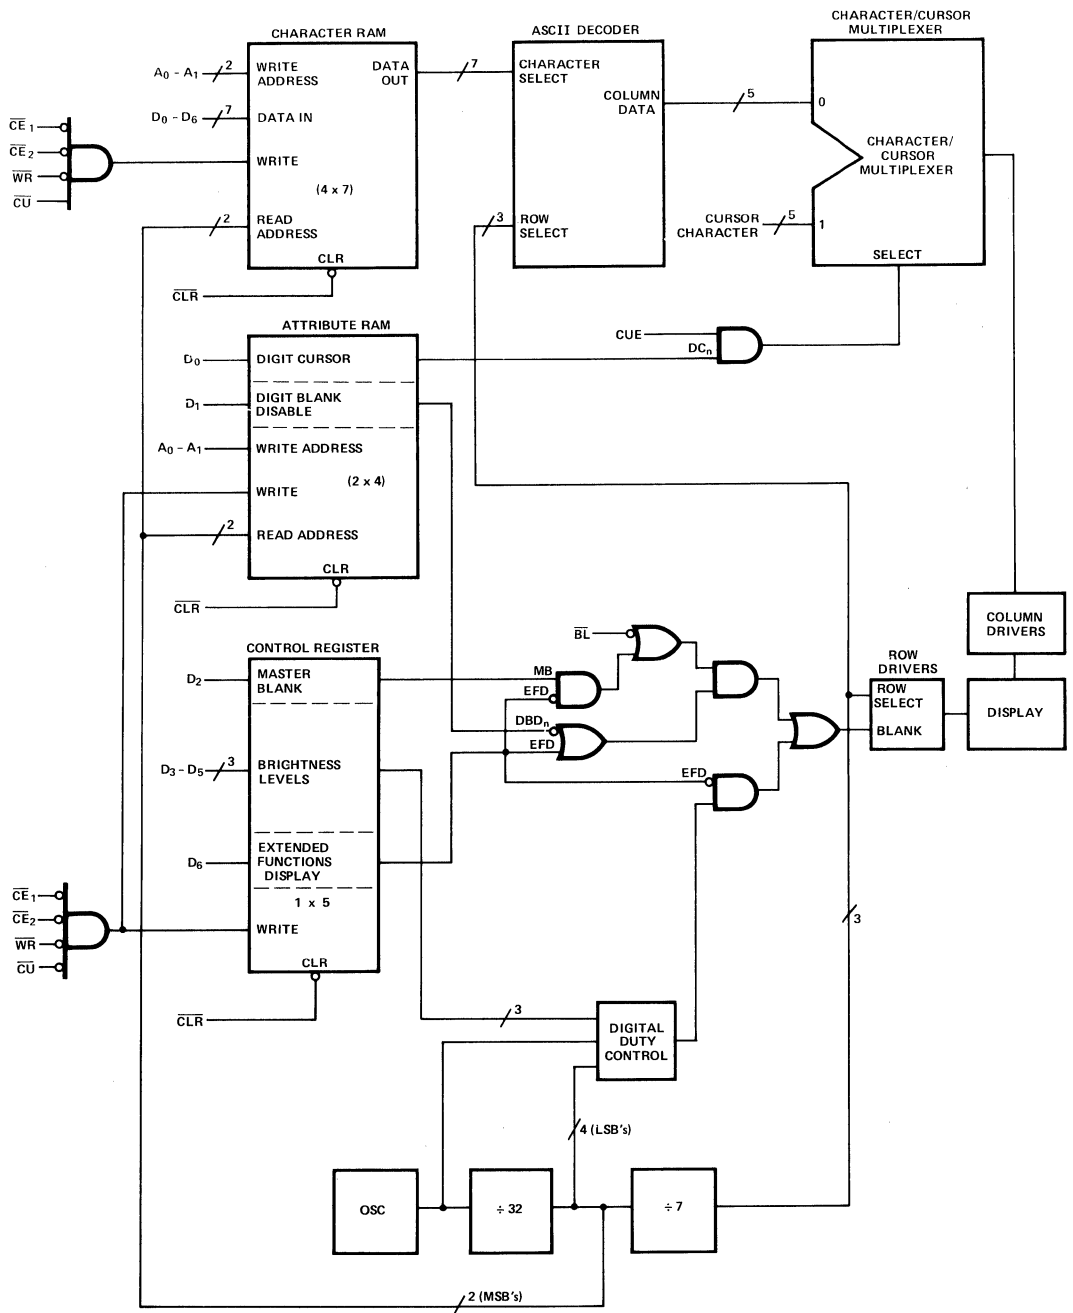 CHARACTER RAM
ASCII DECODER
CHARACTER/CURSOR
MULTIPLEXER
A0 - A1
2
WRITE
ADDRESS
DATA
OUT
7
CHARACTER
SELECT
COLUMN
DATA
5
0
D0 - D6
7
DATA IN
CE1
CE2
WR
CU
WRITE
(4 x 7)
CHARACTER/
CURSOR
MULTIPLEXER
2
READ
ADDRESS
3
ROW
SELECT
CURSOR
CHARACTER
5
1
CLR
SELECT
CLR
ATTRIBUTE RAM
D0
DIGIT CURSOR
CUE
DCn
D1
DIGIT BLANK
DISABLE
A0 - A1
WRITE ADDRESS
(2 x 4)
WRITE
2
READ ADDRESS
CLR
CLR
CONTROL REGISTER
BL
COLUMN
DRIVERS
ROW
DRIVERS
D2
MASTER
BLANK
MB
EFD
ROW
SELECT
BLANK
DISPLAY
DBDn
EFD
D3 - D5
3
BRIGHTNESS
LEVELS
EFD
D6
EXTENDED
FUNCTIONS
DISPLAY
CE1
CE2
WR
CU
1 x 5
WRITE
3
CLR
CLR
3
DIGITAL
DUTY
CONTROL
4 (LSB's)
OSC
÷ 32
÷ 7
2 (MSB's)